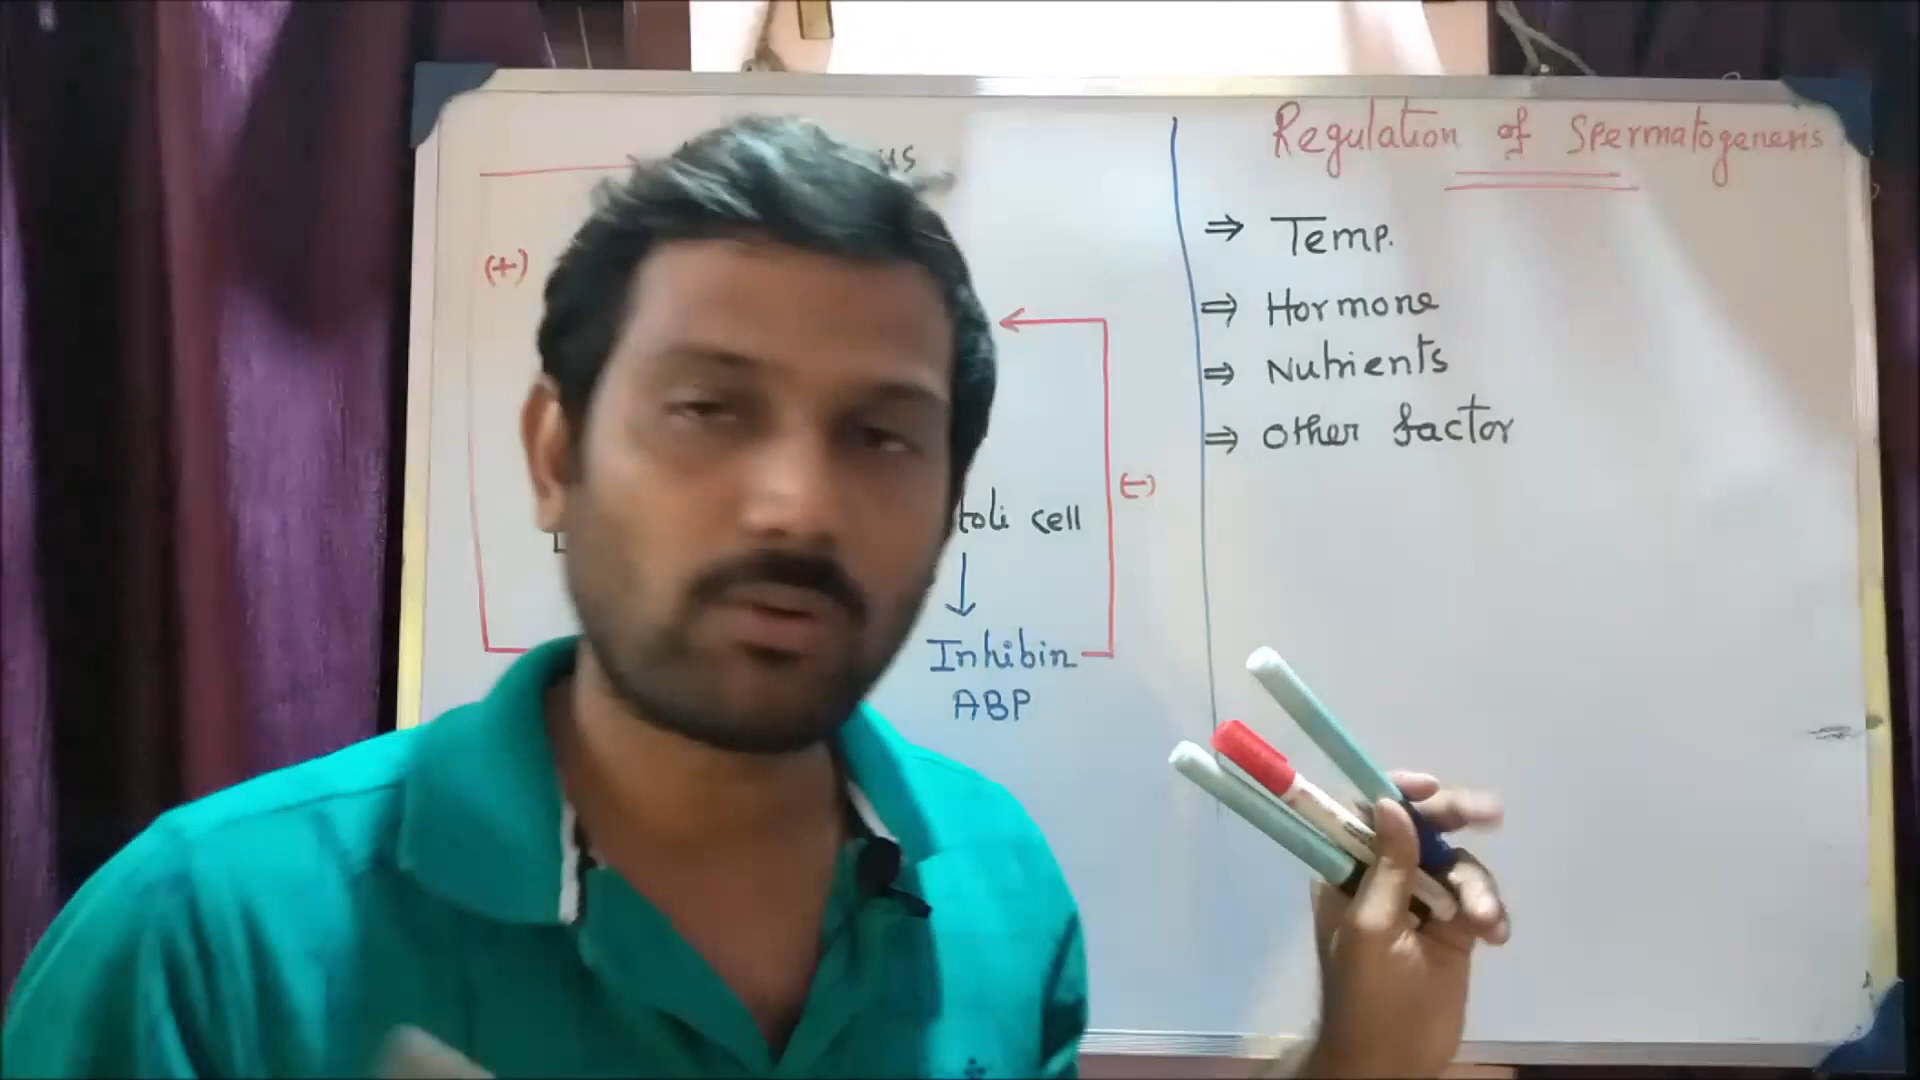 (+)
cell
Inhibin
ABP
(-)
Regulation of Spermatogenesis
⇒ Temp.
⇒ Hormone
⇒ Nutrients
⇒ Other factor